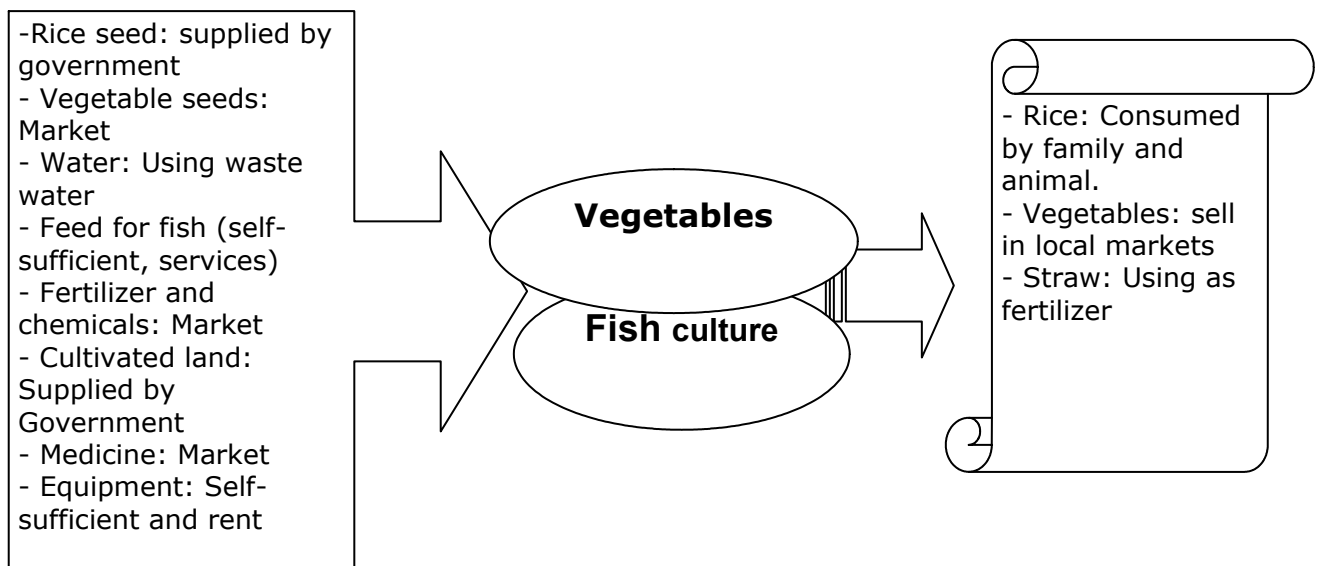 -Rice seed: supplied by
government
- Vegetable seeds:
Market
- Water: Using waste
water
- Feed for fish (self-
sufficient, services)
- Fertilizer and
chemicals: Market
- Cultivated land:
Supplied by
Government
- Medicine: Market
- Equipment: Self-
sufficient and rent
Vegetables
Fish culture
- Rice: Consumed
by family and
animal.
- Vegetables: sell
in local markets
- Straw: Using as
fertilizer